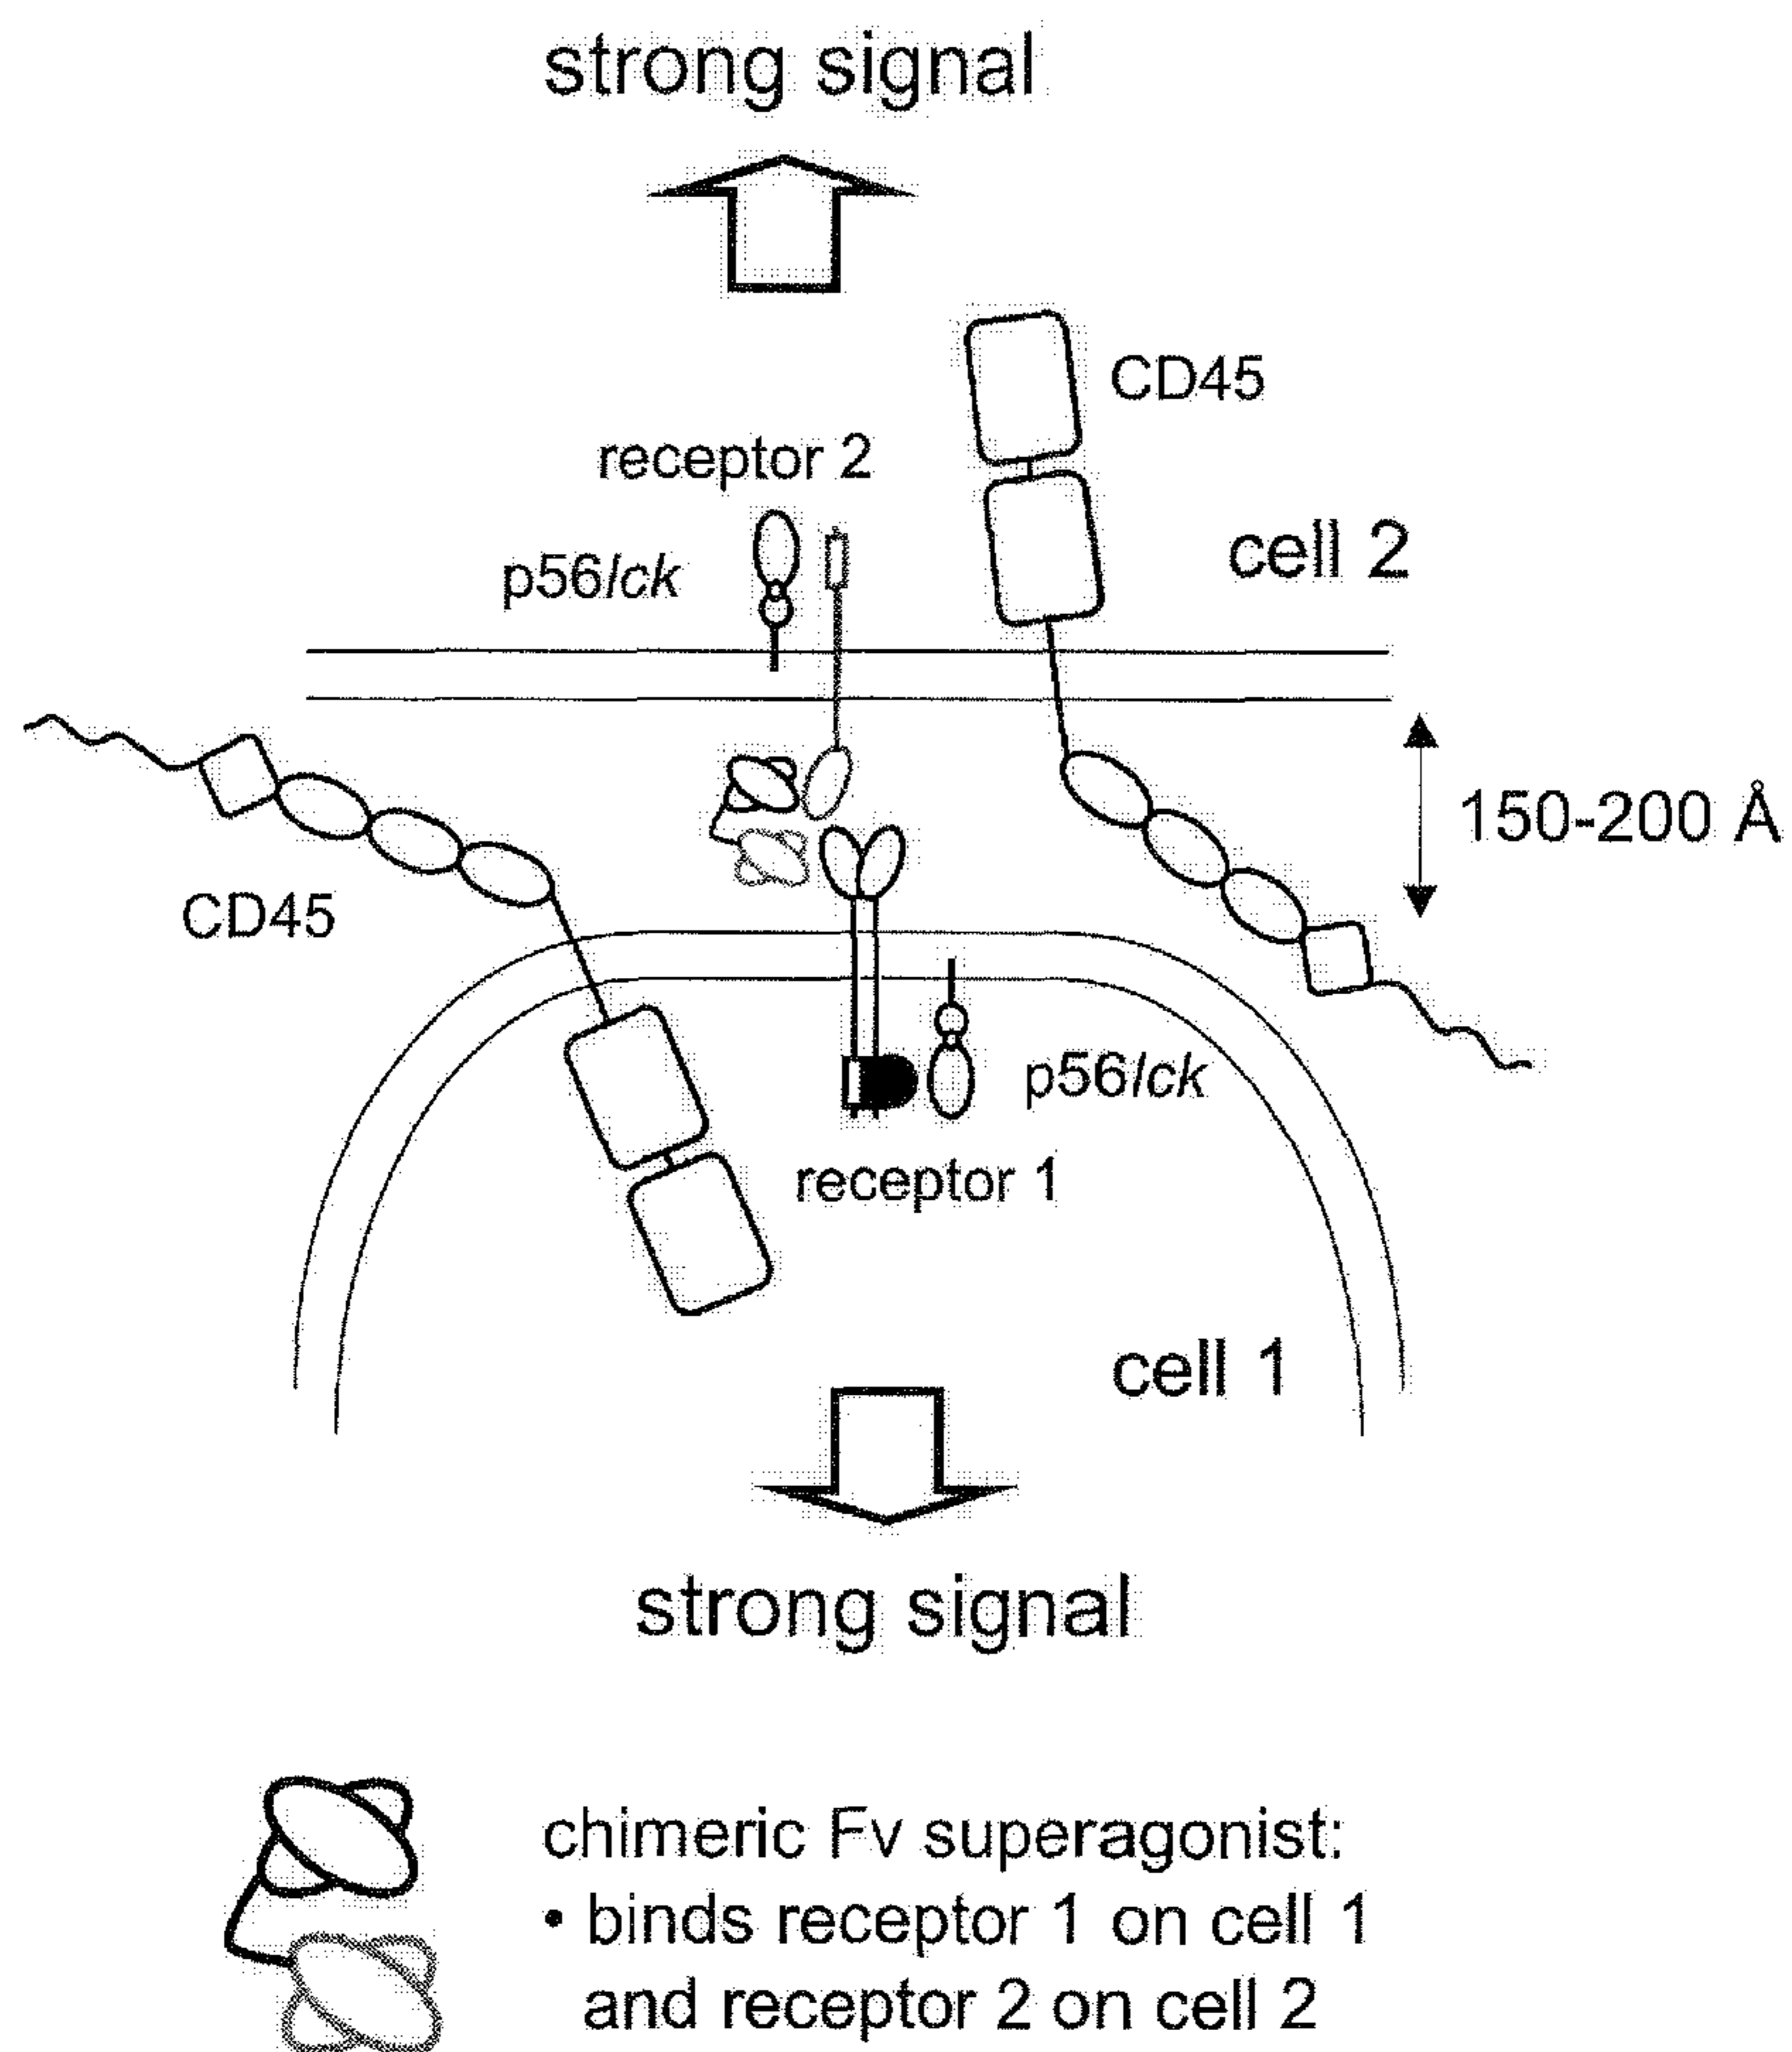 strong signal
CD45
receptor 2
cell 2
p56lck
150-200 Å
CD45
p56lck
receptor 1
cell 1
strong signal
chimeric Fv superagonist:
• binds receptor 1 on cell 1
and receptor 2 on cell 2